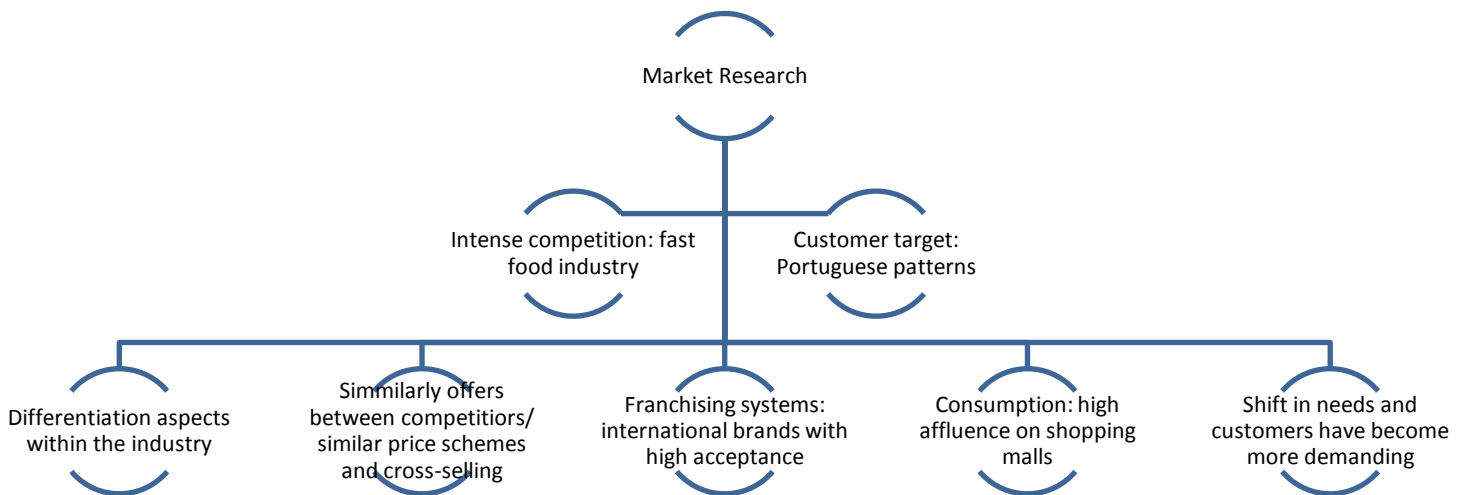 Market Research
Intense competition: fast
food industry
Customer target:
Portuguese patterns
Differentiation aspects
within the industry
Simmilarly offers
between competitiors/
similar price schemes
and cross-selling
Franchising systems:
international brands with
high acceptance
Consumption: high
affluence on shopping
malls
Shift in needs and
customers have become
more demanding